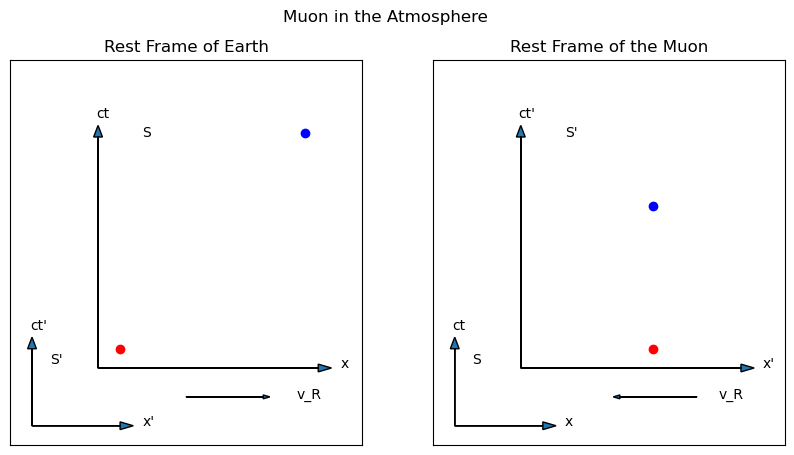 Muon in the Atmosphere
Rest Frame of Earth
ct
S
x
ct'
S'
x'
v_R
Rest Frame of the Muon
ct'
S'
x'
ct
S
x
v_R